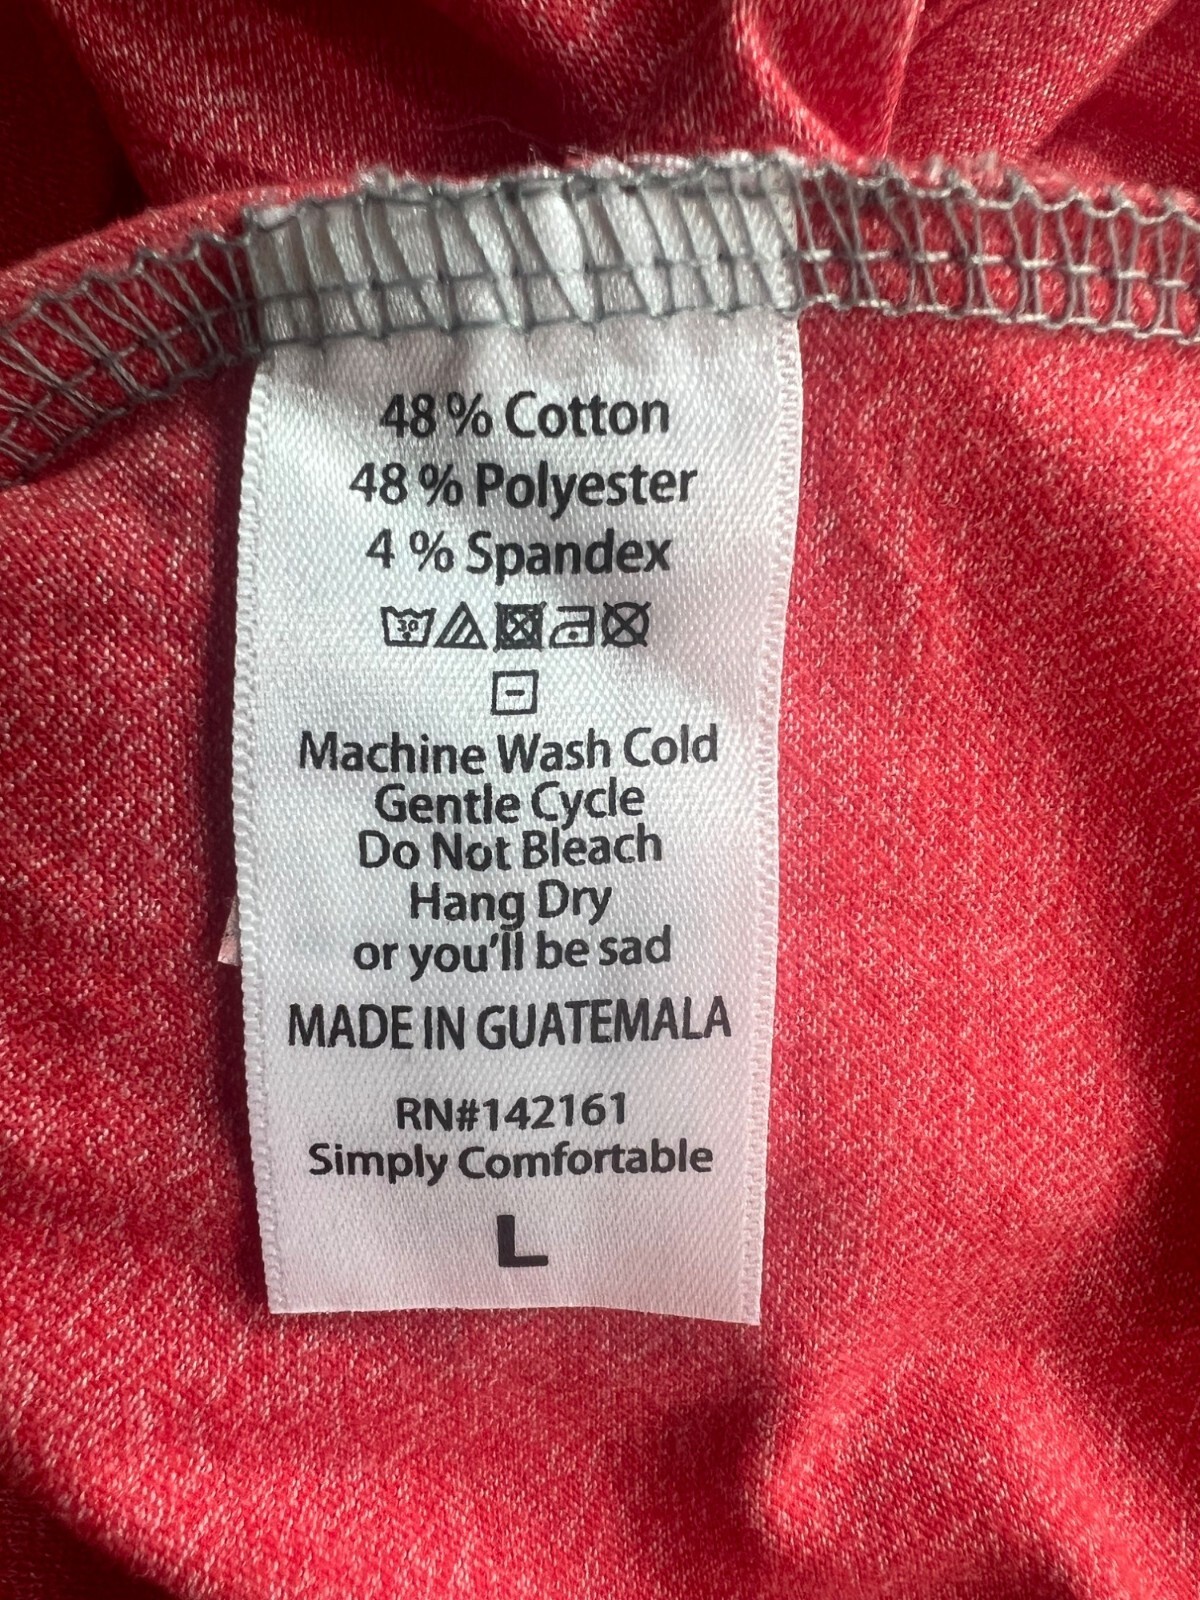 48 % Cotton
48 % Polyester
4 % Spandex
30
Machine Wash Cold
Gentle Cycle
Do Not Bleach
Hang Dry
or you'll be sad
MADE IN GUATEMALA
RN#142161
Simply Comfortable
L